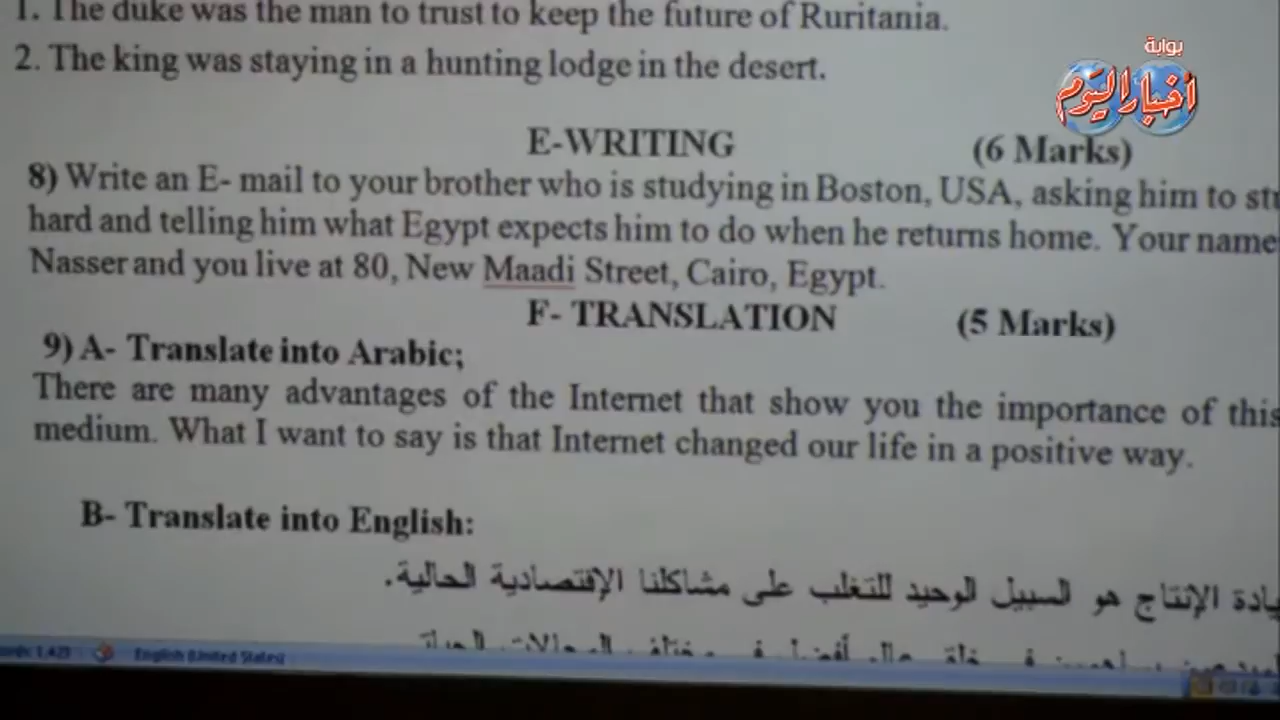 1. The duke was the man to trust to keep the future of Ruritania.
2. The king was staying in a hunting lodge in the desert.
بوابة
أخبار اليوم
E-WRITING (6 Marks)
8) Write an E- mail to your brother who is studying in Boston, USA, asking him to
hard and telling him what Egypt expects him to do when he returns home. Your name
Nasser and you live at 80, New Maadi Street, Cairo, Egypt.
F- TRANSLATION (5 Marks)
9) A- Translate into Arabic;
There are many advantages of the Internet that show you the importance of this
medium. What I want to say is that Internet changed our life in a positive way.
B- Translate into English:
الإنتاج هو السبيل الوحيد للتغلب على مشاكلنا الإقتصادية الحالية.
English (United States)